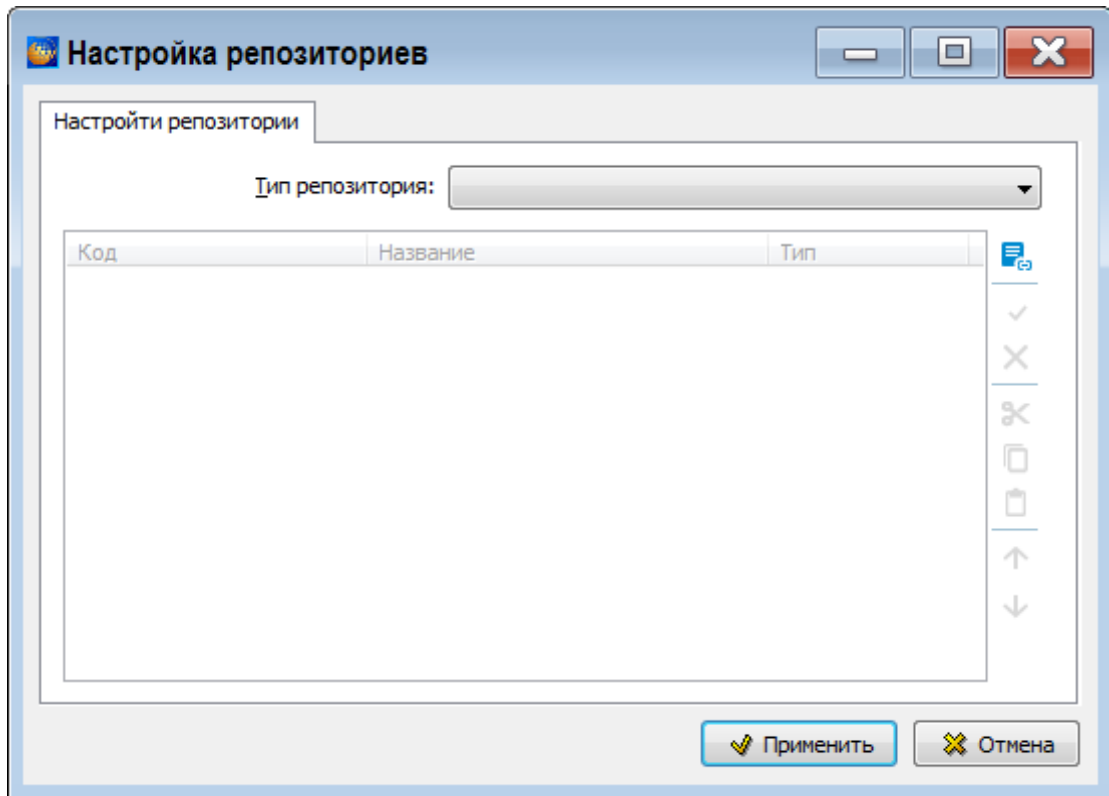 Настройка репозиториев
Настройти репозитории
Тип репозитория:
Код Название Тип
Применить Отмена